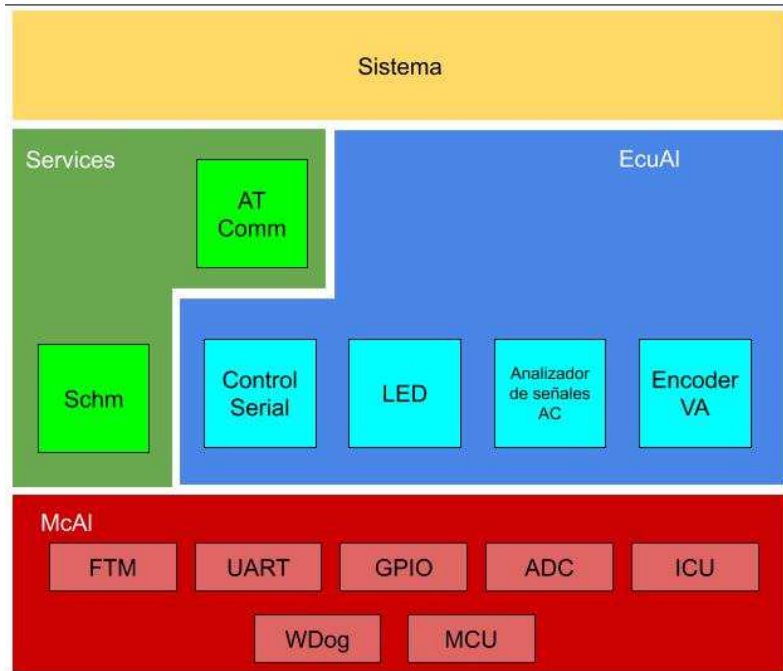 Sistema
Services
EcuAl
AT
Comm
Schm
Control
Serial
LED
Analizador
de señales
AC
Encoder
VA
McAl
FTM
UART
GPIO
ADC
ICU
WDog
MCU